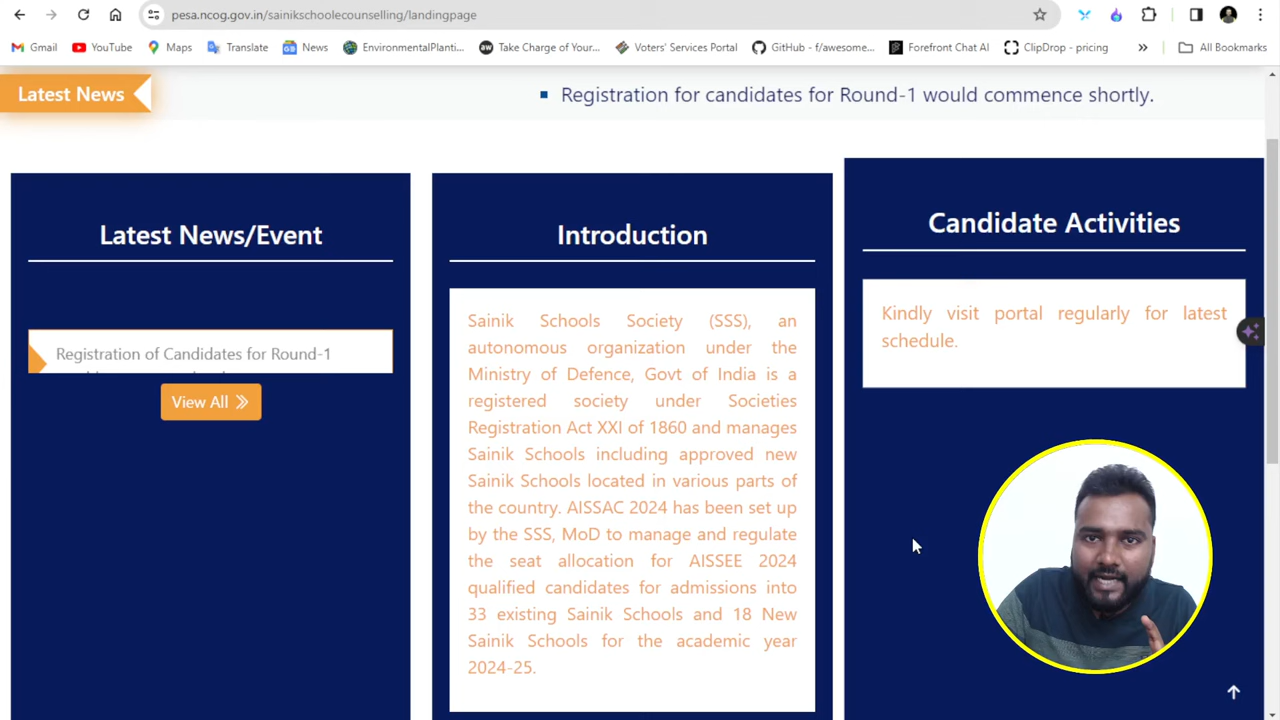 pesa.ncog.gov.in/sainikschoolecounselling/landingpage
Gmail YouTube Maps Translate News EnvironmentalPlanti... Take Charge of Your... Voters' Services Portal GitHub - f/awesome... Forefront Chat AI ClipDrop - pricing All Bookmarks
Latest News
Registration for candidates for Round-1 would commence shortly.
Latest News/Event
Registration of Candidates for Round-1
View All
Introduction
Sainik Schools Society (SSS), an
autonomous organization under the
Ministry of Defence, Govt of India is a
registered society under Societies
Registration Act XXI of 1860 and manages
Sainik Schools including approved new
Sainik Schools located in various parts of
the country. AISSAC 2024 has been set up
by the SSS, MoD to manage and regulate
the seat allocation for AISSEE 2024
qualified candidates for admissions into
33 existing Sainik Schools and 18 New
Sainik Schools for the academic year
2024-25.
Candidate Activities
Kindly visit portal regularly for latest
schedule.